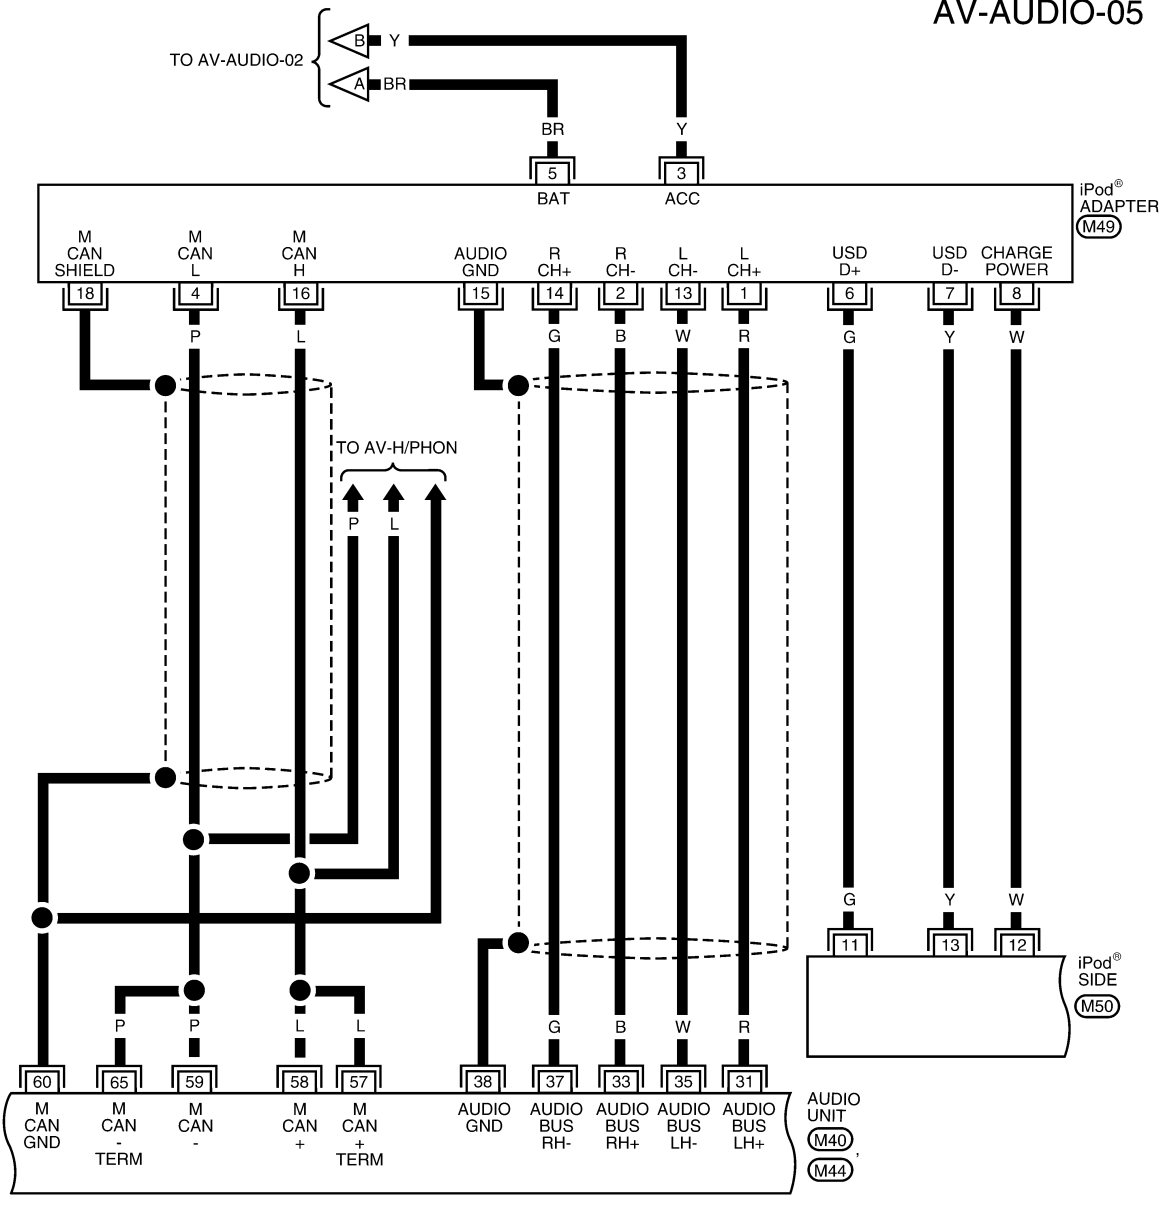 AV-AUDIO-05
TO AV-AUDIO-02
B Y
A BR
BR Y
5 3
BAT ACC
iPod®
ADAPTER
M49
M CAN SHIELD
M CAN L
M CAN H
AUDIO GND
R CH+
R CH-
L CH-
L CH+
USD D+
USD D-
CHARGE POWER
18 4 16 15 14 2 13 1 6 7 8
P L G B W R G Y W
TO AV-H/PHON
P L
G Y W
11 13 12
iPod®
SIDE
M50
P P L L G B W R
60 65 59 58 57 38 37 33 35 31
M CAN GND
M CAN - TERM
M CAN -
M CAN +
M CAN + TERM
AUDIO GND
AUDIO BUS RH-
AUDIO BUS RH+
AUDIO BUS LH-
AUDIO BUS LH+
AUDIO
UNIT
M40 ,
M44